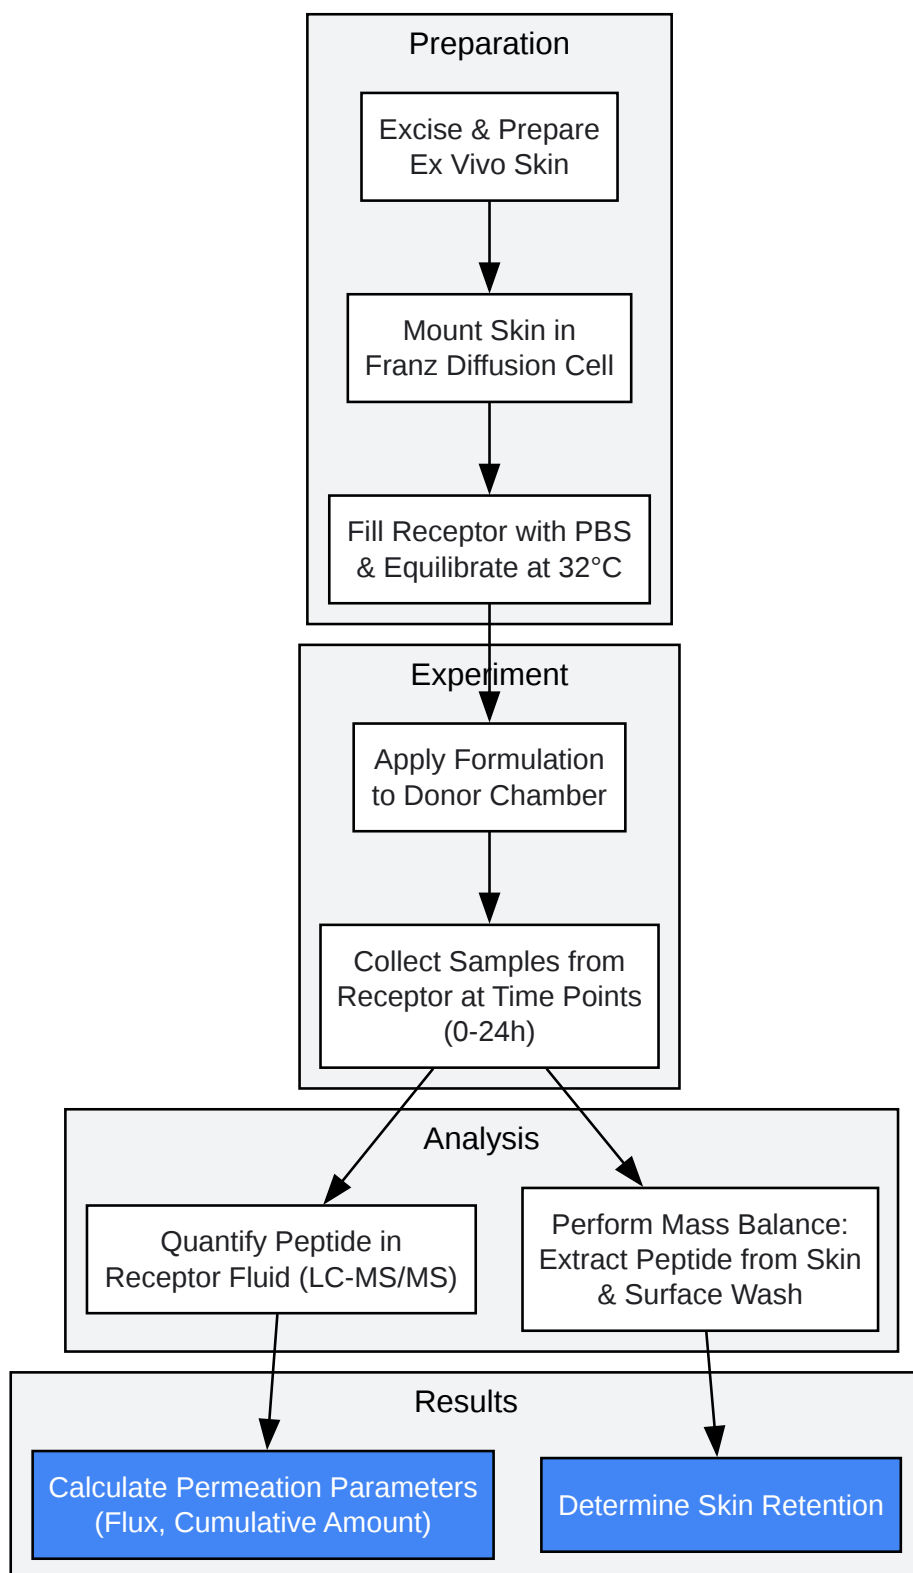 Preparation
Excise & Prepare
Ex Vivo Skin
Mount Skin in
Franz Diffusion Cell
Fill Receptor with PBS
& Equilibrate at 32°C
Experiment
Apply Formulation
to Donor Chamber
Collect Samples from
Receptor at Time Points
(0-24h)
Analysis
Quantify Peptide in
Receptor Fluid (LC-MS/MS)
Perform Mass Balance:
Extract Peptide from Skin
& Surface Wash
Results
Calculate Permeation Parameters
(Flux, Cumulative Amount)
Determine Skin Retention